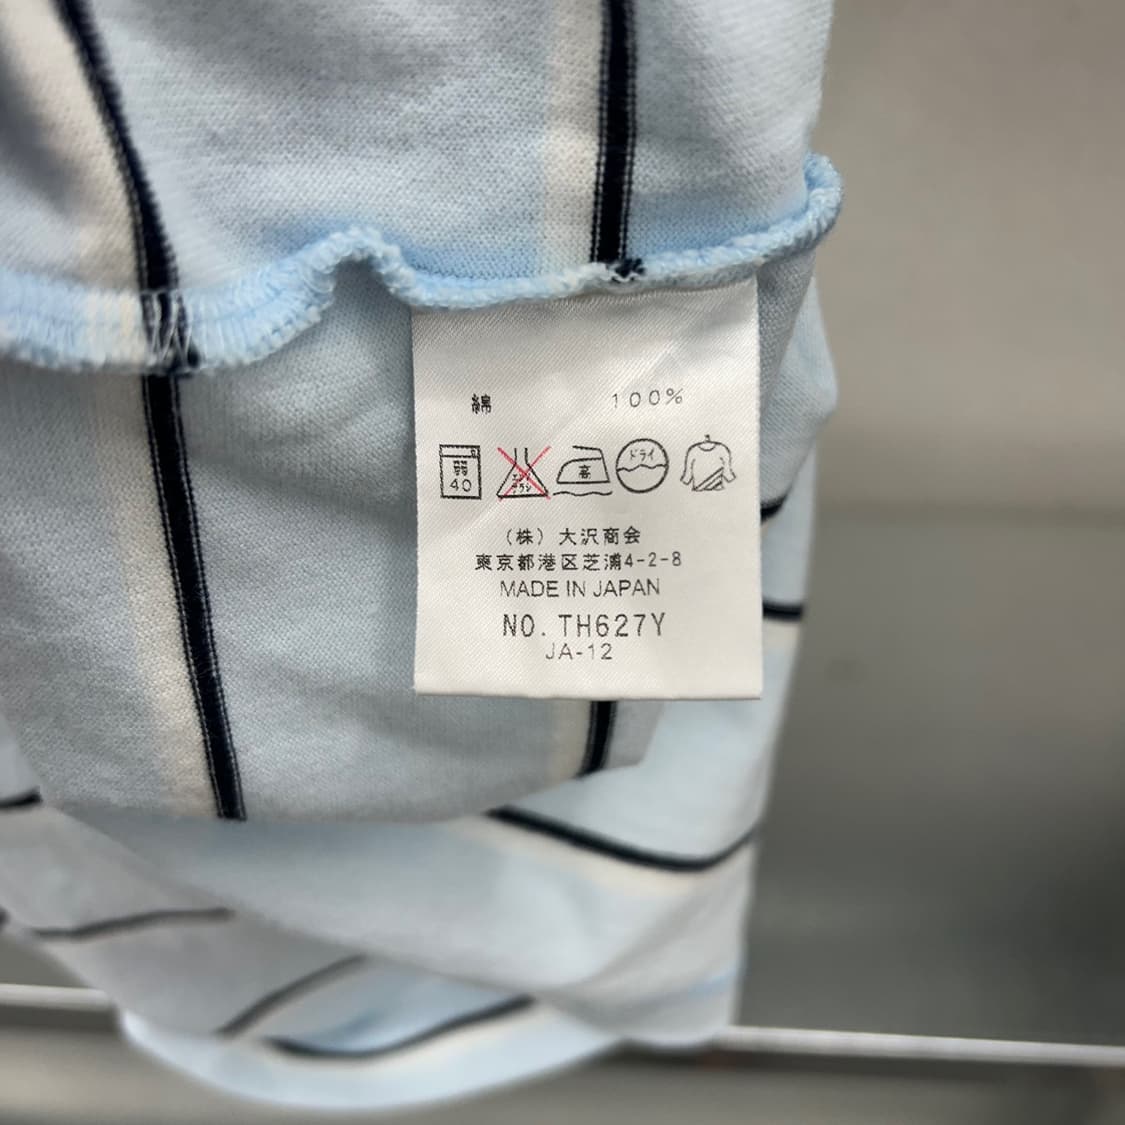 綿 100%
弱 40 エンソ サラシ 高 ドライ
(株) 大沢商会
東京都港区芝浦4-2-8
MADE IN JAPAN
NO. TH627Y
JA-12